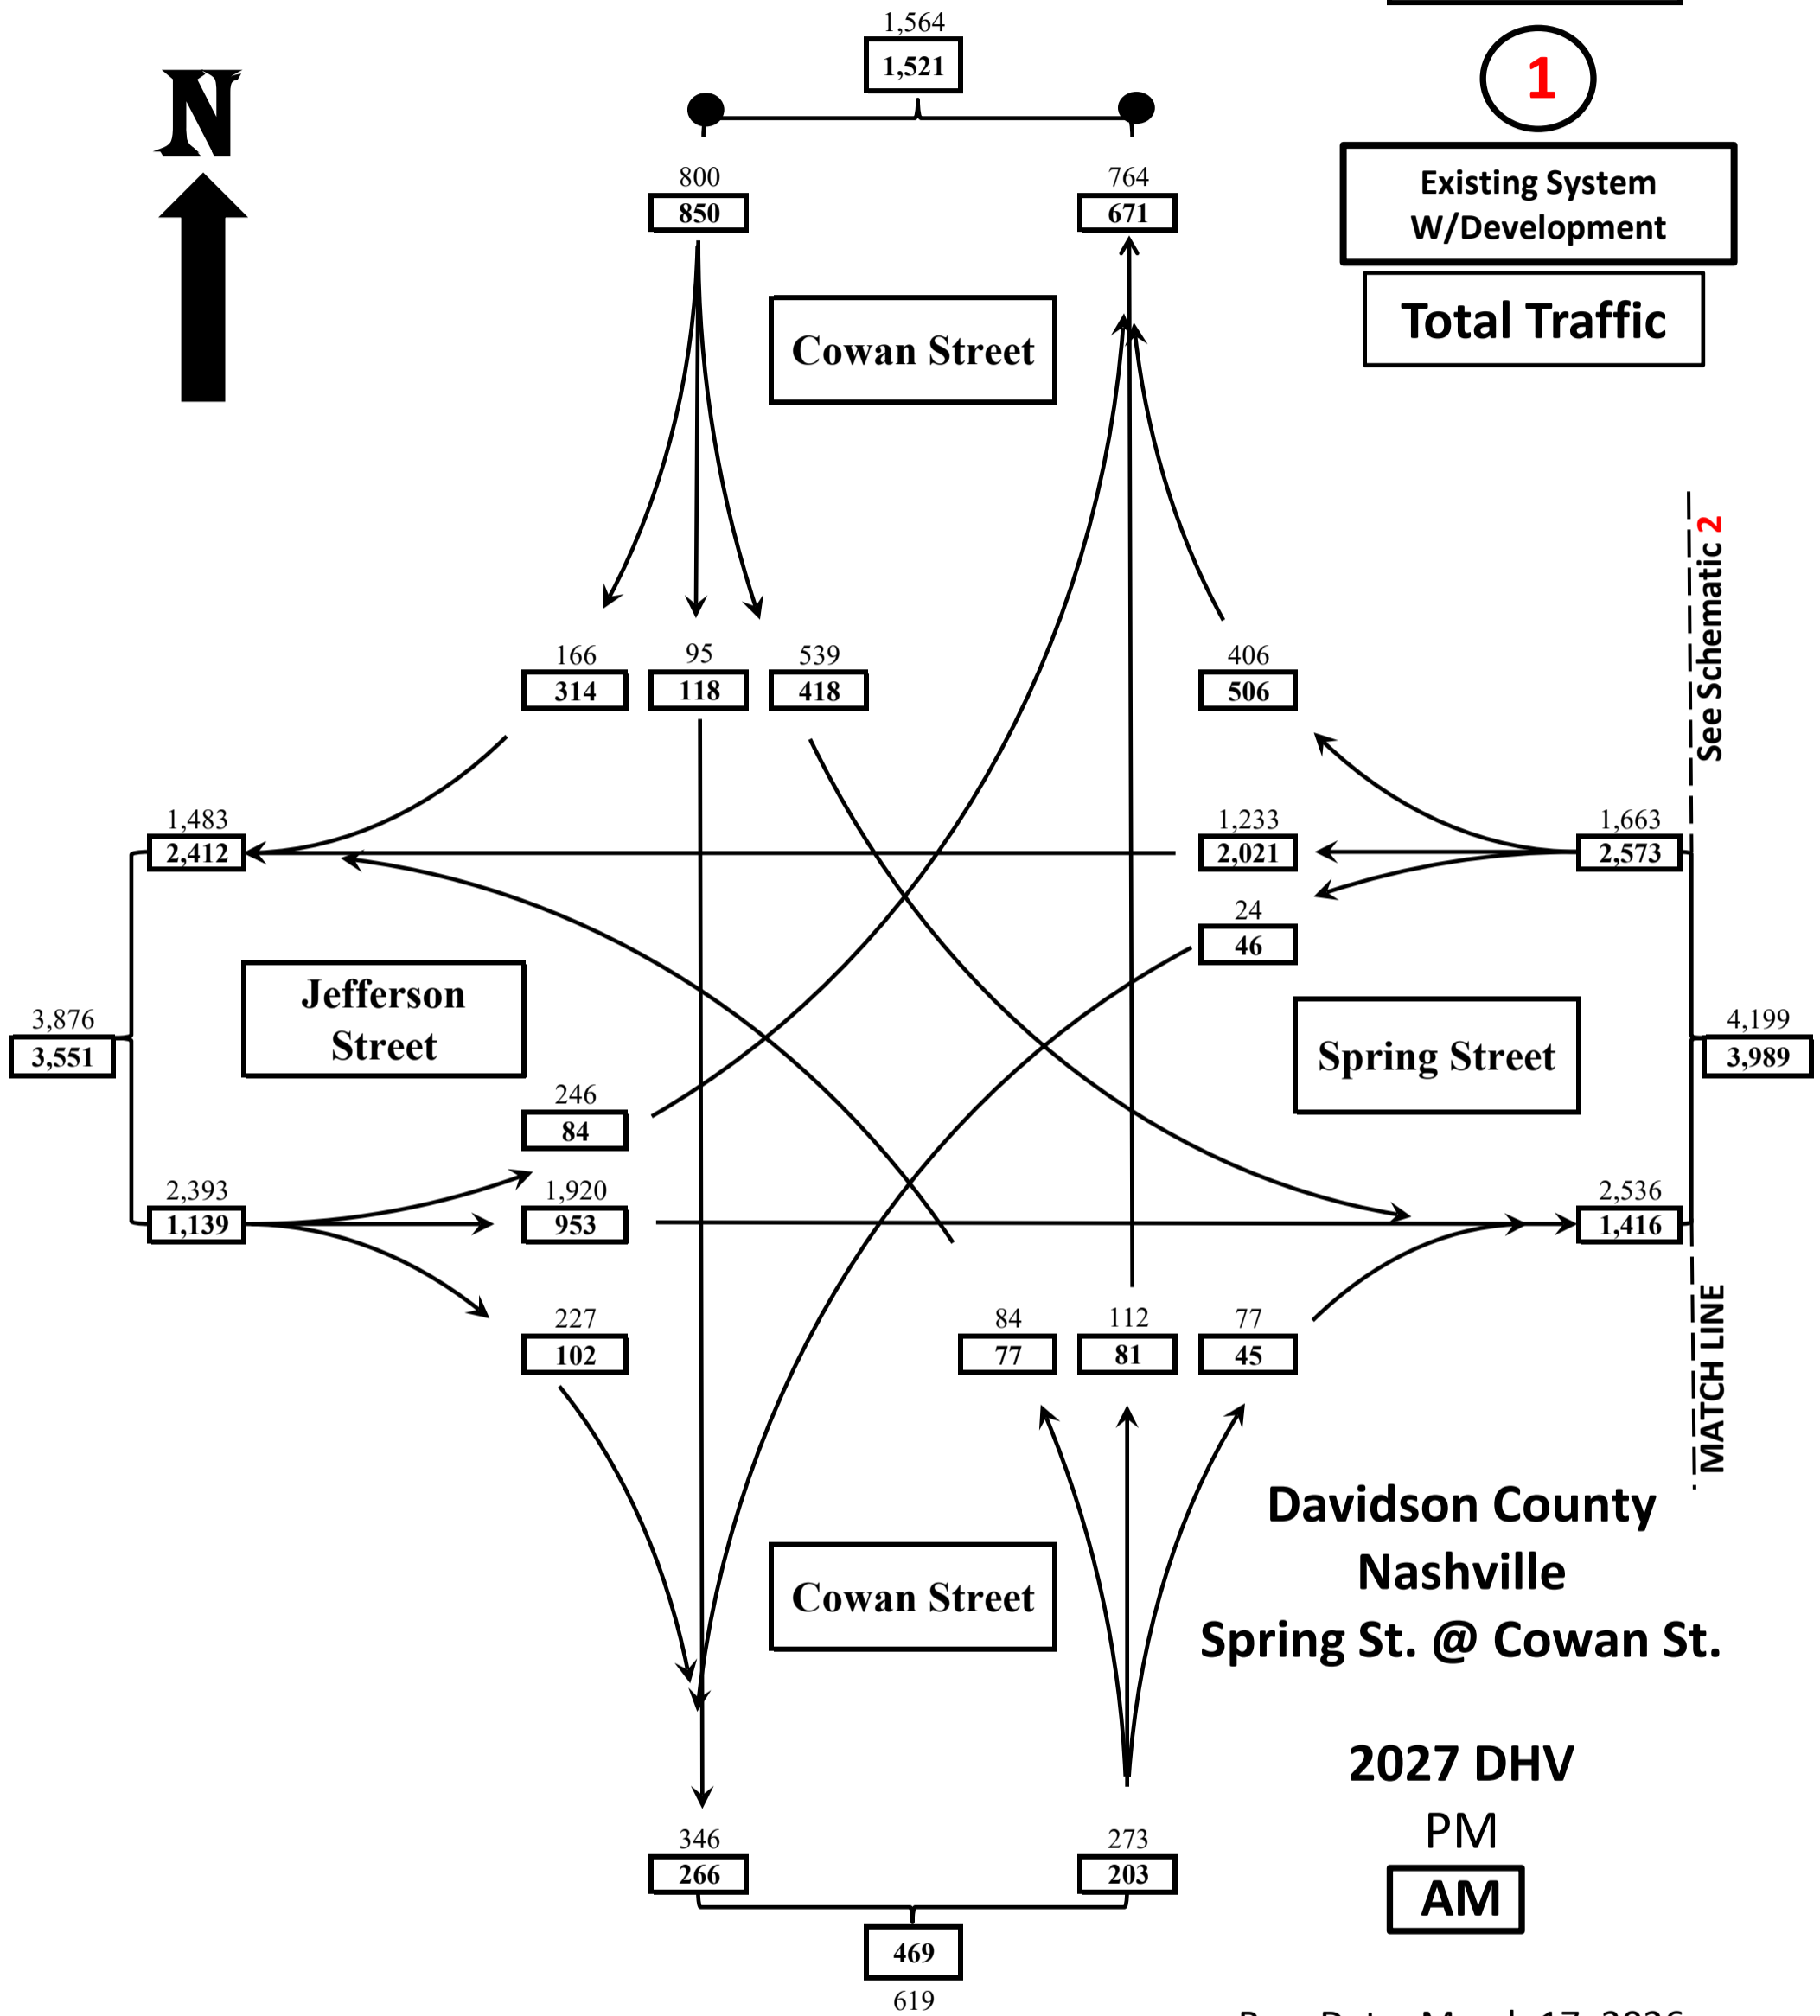 1,564
1,521
1
N
800
850
764
671
Existing System
W/Development
Total Traffic
Cowan Street
See Schematic 2
166
314
95
118
539
418
406
506
1,483
2,412
1,233
2,021
1,663
2,573
24
46
Jefferson
Street
3,876
3,551
Spring Street
4,199
3,989
246
84
2,393
1,139
1,920
953
2,536
1,416
227
102
84
77
112
81
77
45
MATCH LINE
Davidson County
Nashville
Spring St. @ Cowan St.
Cowan Street
2027 DHV
PM
AM
346
266
273
203
469
619